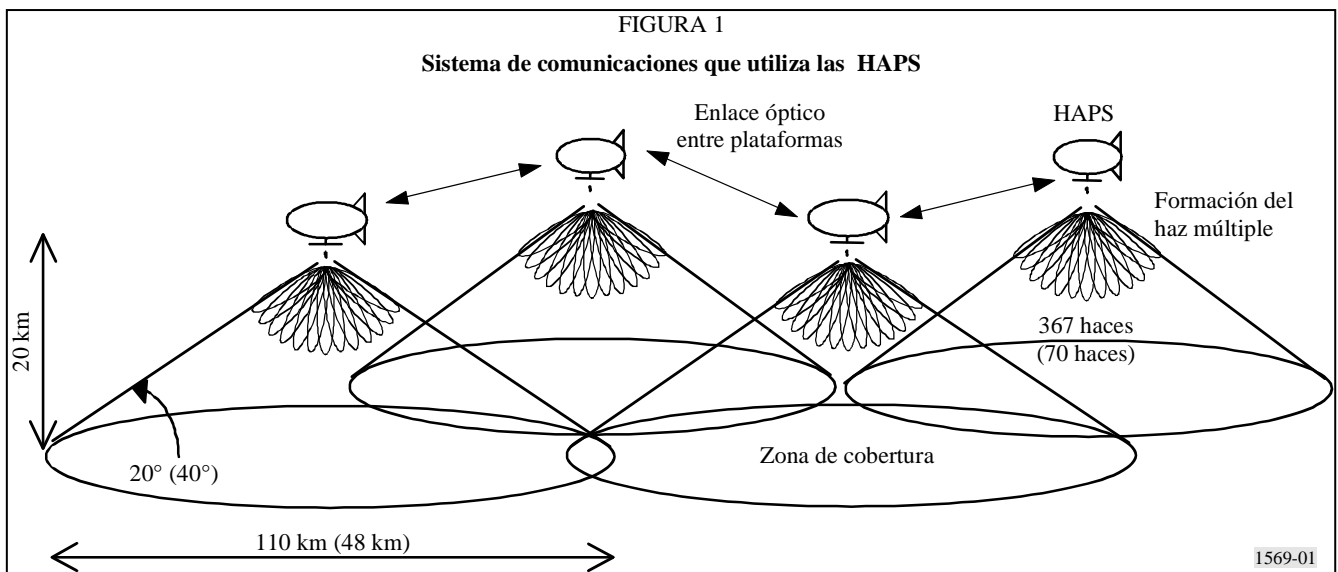 FIGURA 1
Sistema de comunicaciones que utiliza las HAPS
Enlace óptico
entre plataformas
HAPS
Formación del
haz múltiple
20 km
367 haces
(70 haces)
20° (40°)
Zona de cobertura
110 km (48 km)
1569-01